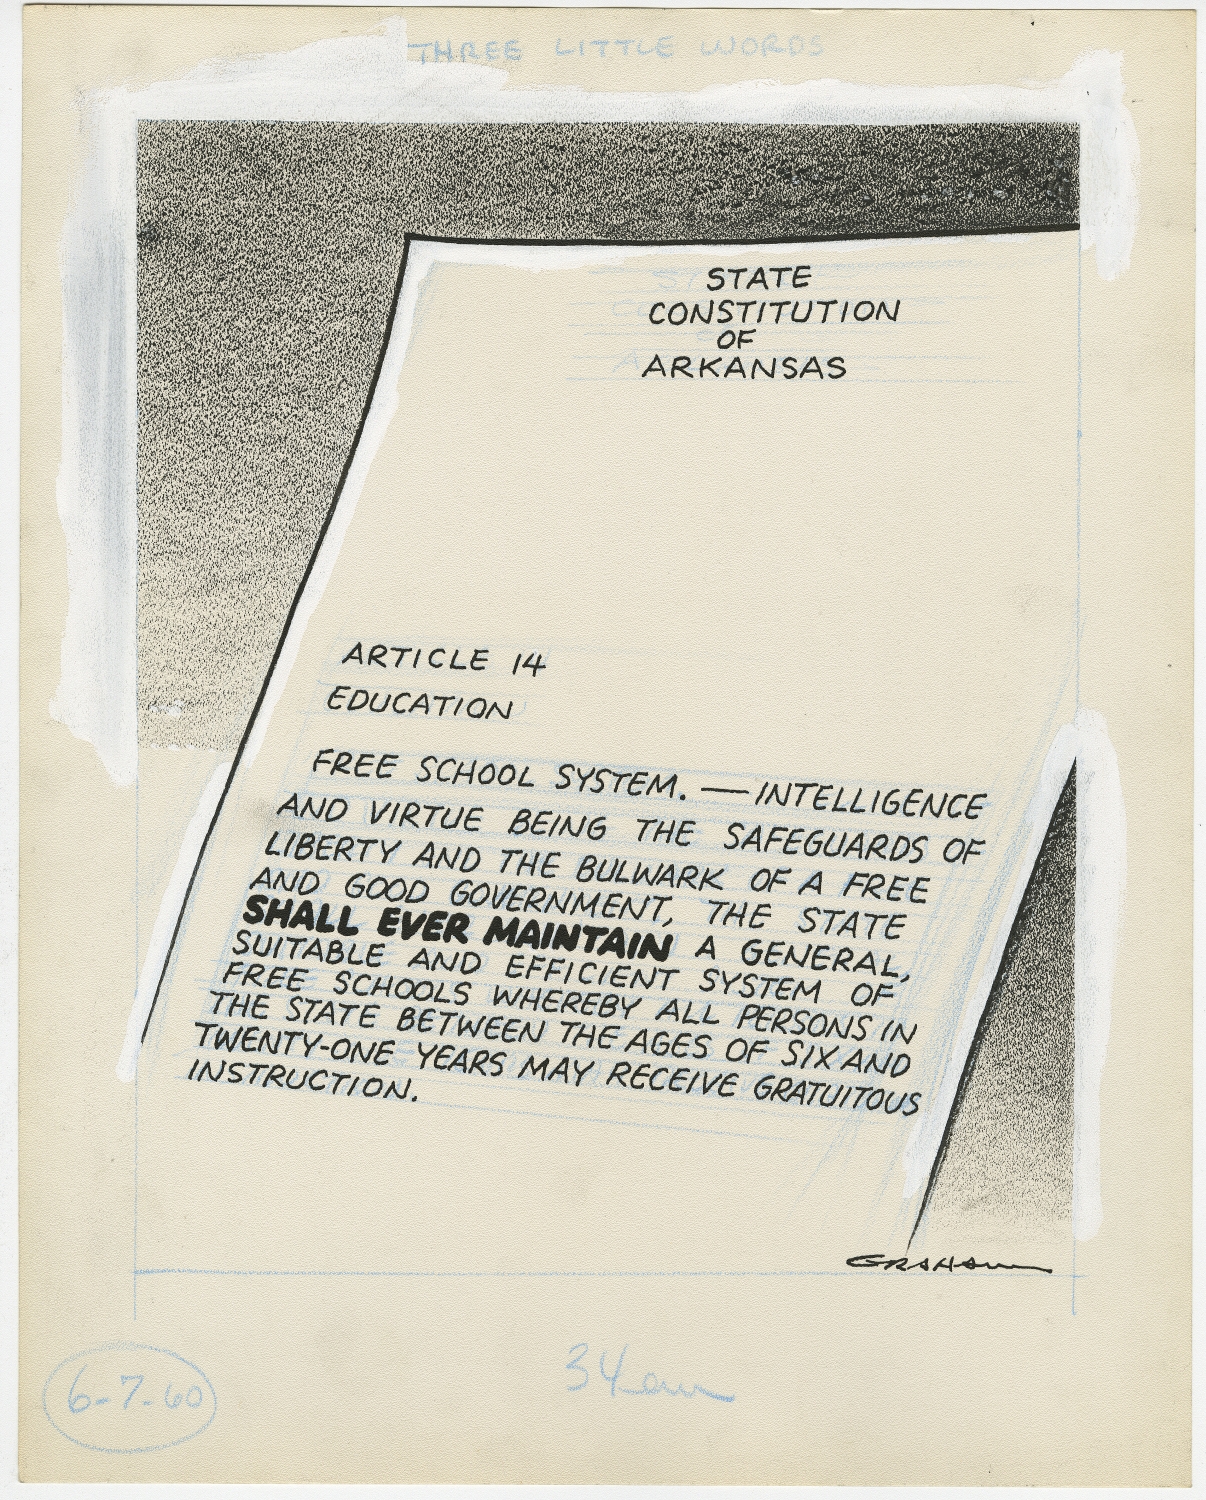 THREE LITTLE WORDS
STATE
CONSTITUTION
OF
ARKANSAS
ARTICLE 14
EDUCATION
FREE SCHOOL SYSTEM. — INTELLIGENCE
AND VIRTUE BEING THE SAFEGUARDS OF
LIBERTY AND THE BULWARK OF A FREE
AND GOOD GOVERNMENT, THE STATE
SHALL EVER MAINTAIN A GENERAL,
SUITABLE AND EFFICIENT SYSTEM OF
FREE SCHOOLS WHEREBY ALL PERSONS IN
THE STATE BETWEEN THE AGES OF SIX AND
TWENTY-ONE YEARS MAY RECEIVE GRATUITOUS
INSTRUCTION.
GRAHAM
6-7-60
34